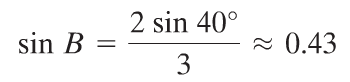 sin B = 2 sin 40° / 3 ≈ 0.43